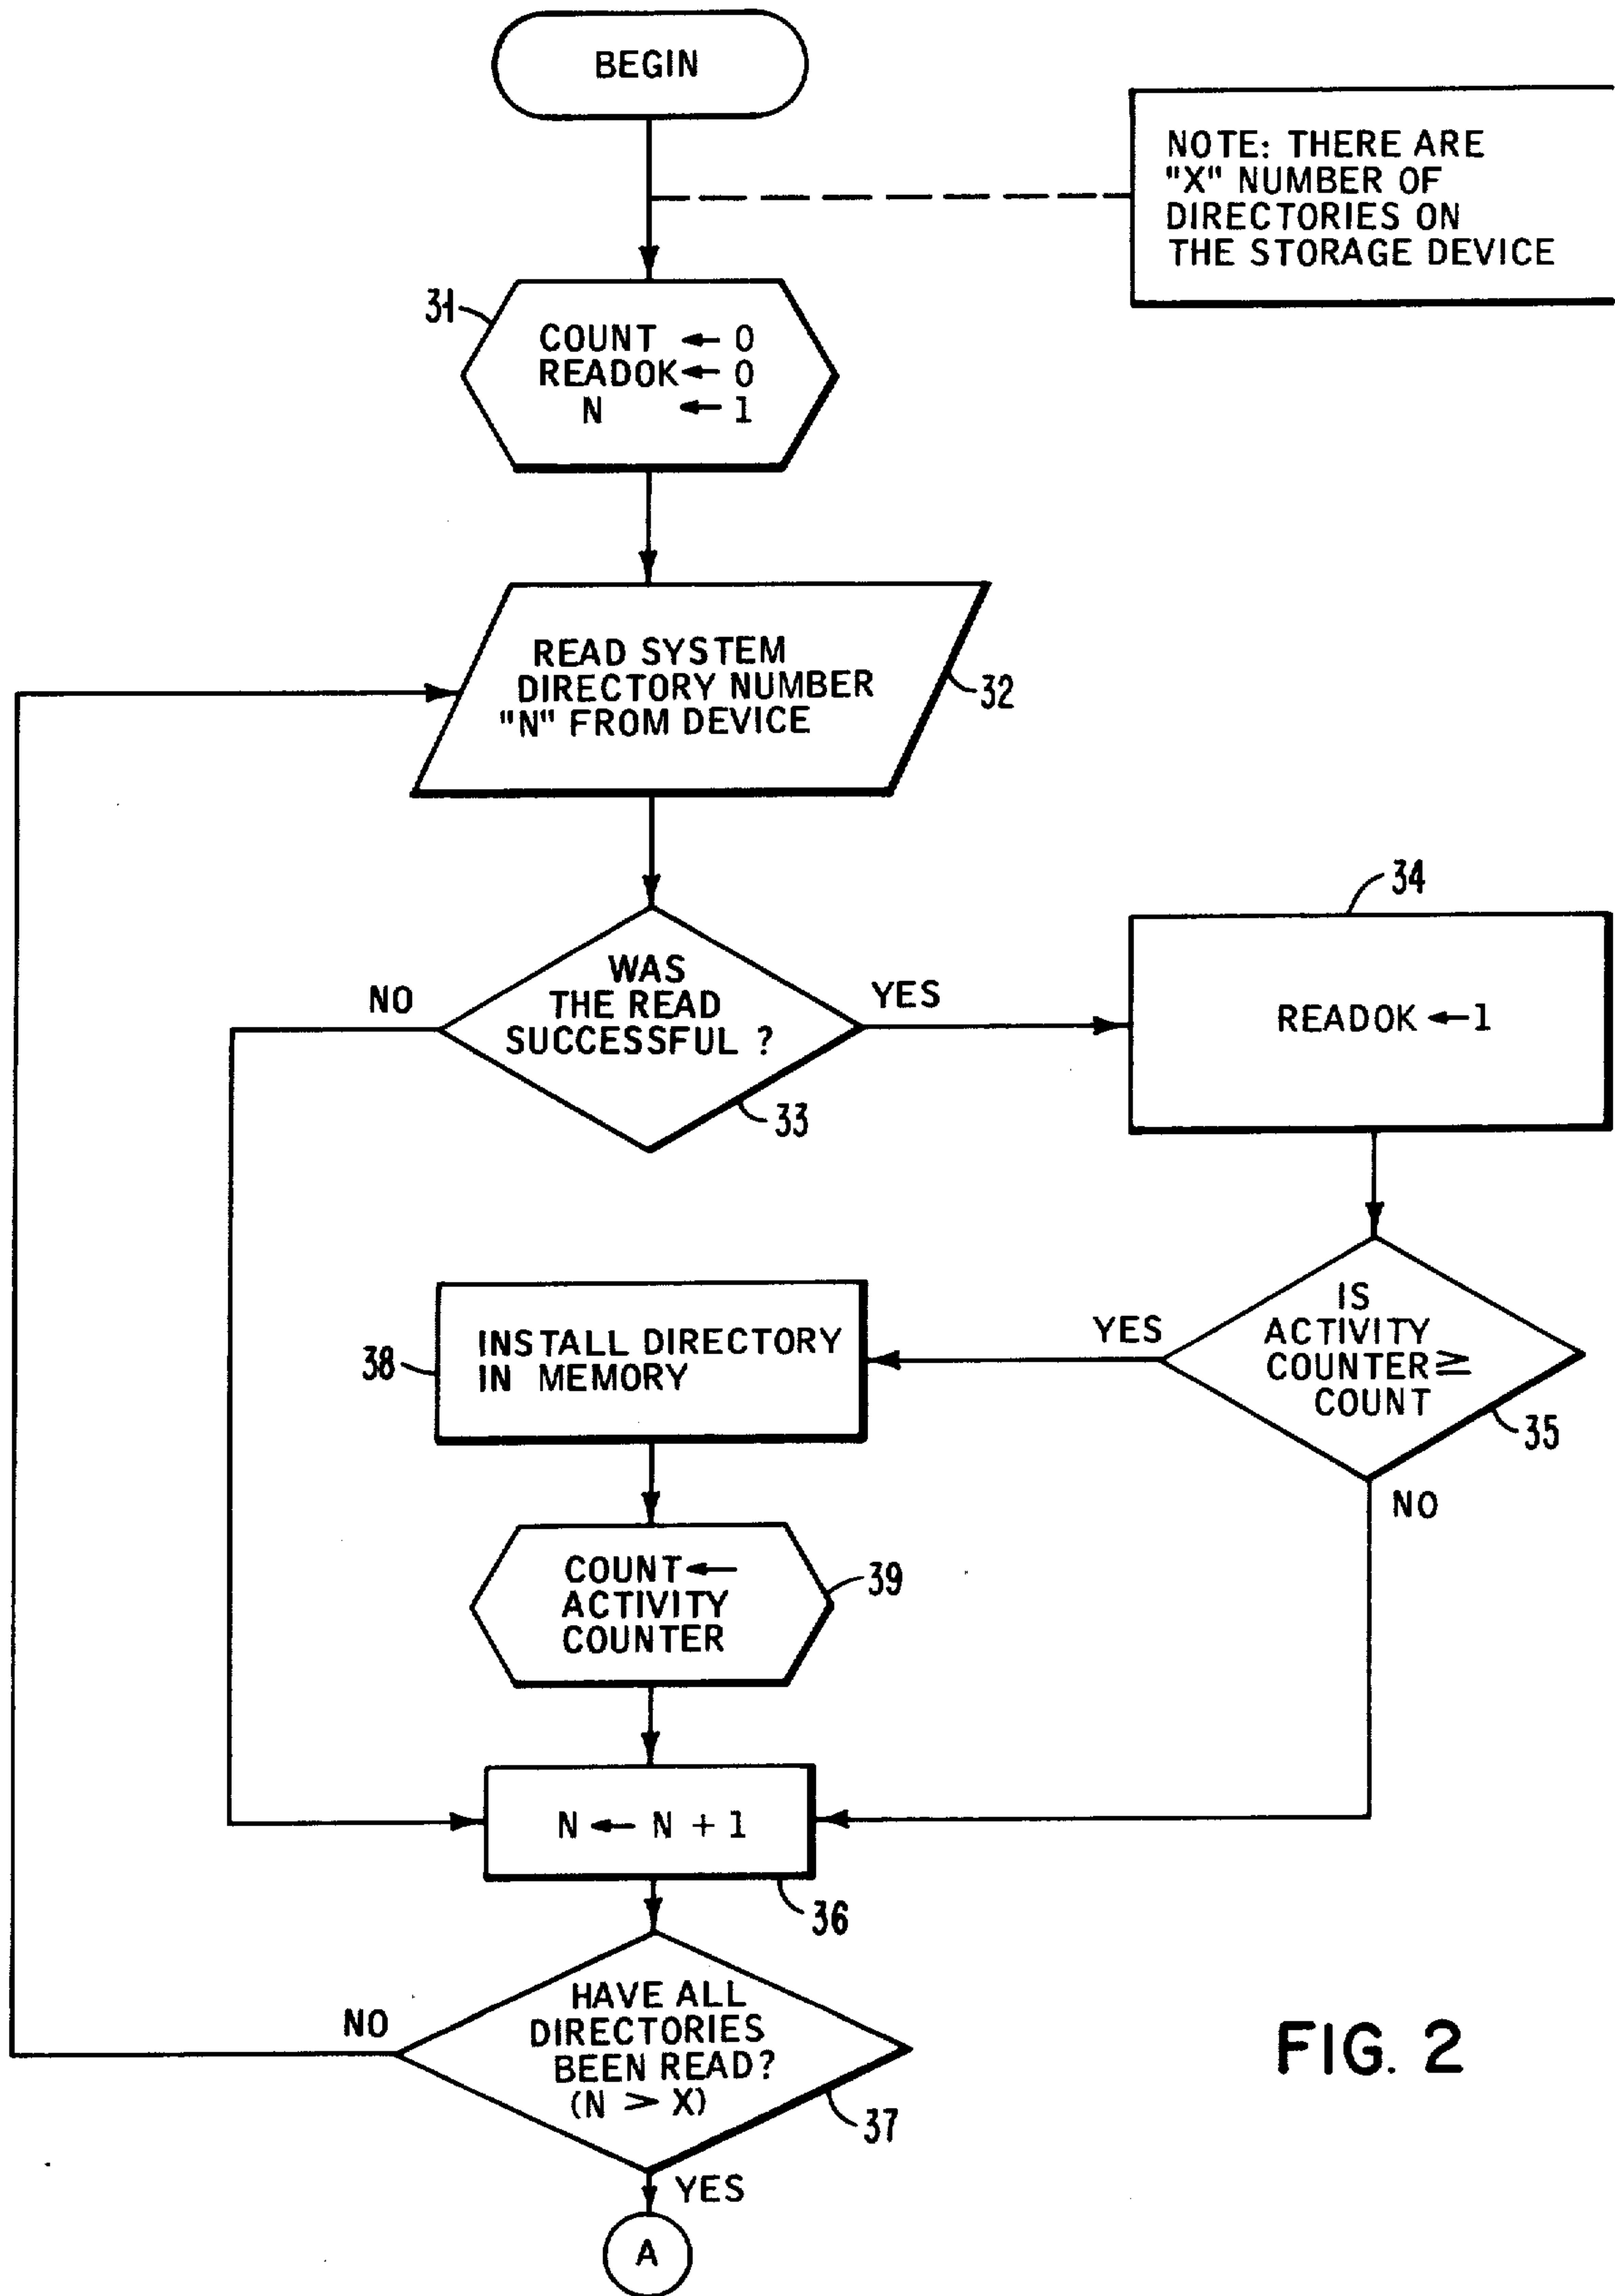 BEGIN
NOTE: THERE ARE
"X" NUMBER OF
DIRECTORIES ON
THE STORAGE DEVICE
31
COUNT ← 0
READOK ← 0
N ← 1
READ SYSTEM
DIRECTORY NUMBER
"N" FROM DEVICE
32
WAS
THE READ
SUCCESSFUL ?
NO
YES
33
34
READOK ← 1
IS
ACTIVITY
COUNTER ≥
COUNT
YES
NO
35
INSTALL DIRECTORY
IN MEMORY
38
COUNT ←
ACTIVITY
COUNTER
39
N ← N + 1
36
HAVE ALL
DIRECTORIES
BEEN READ?
(N > X)
NO
37
YES
A
FIG. 2